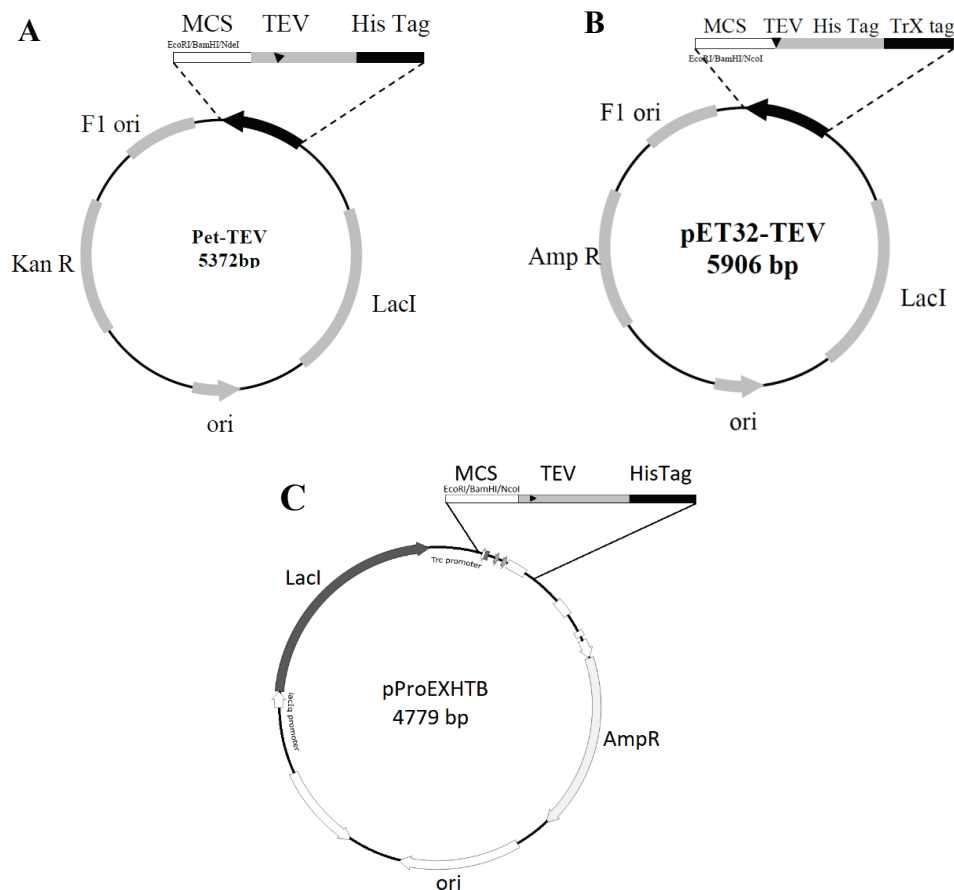 A
MCS TEV His Tag
EcoRI/BamHI/NdeI
F1 ori
Kan R
Pet-TEV
5372bp
LacI
ori
B
MCS TEV His Tag TrX tag
EcoRI/BamHI/NcoI
F1 ori
Amp R
pET32-TEV
5906 bp
LacI
ori
C
MCS TEV HisTag
EcoRI/BamHI/NcoI
Trc promoter
LacI
lacIq promoter
pProEXHTB
4779 bp
AmpR
ori